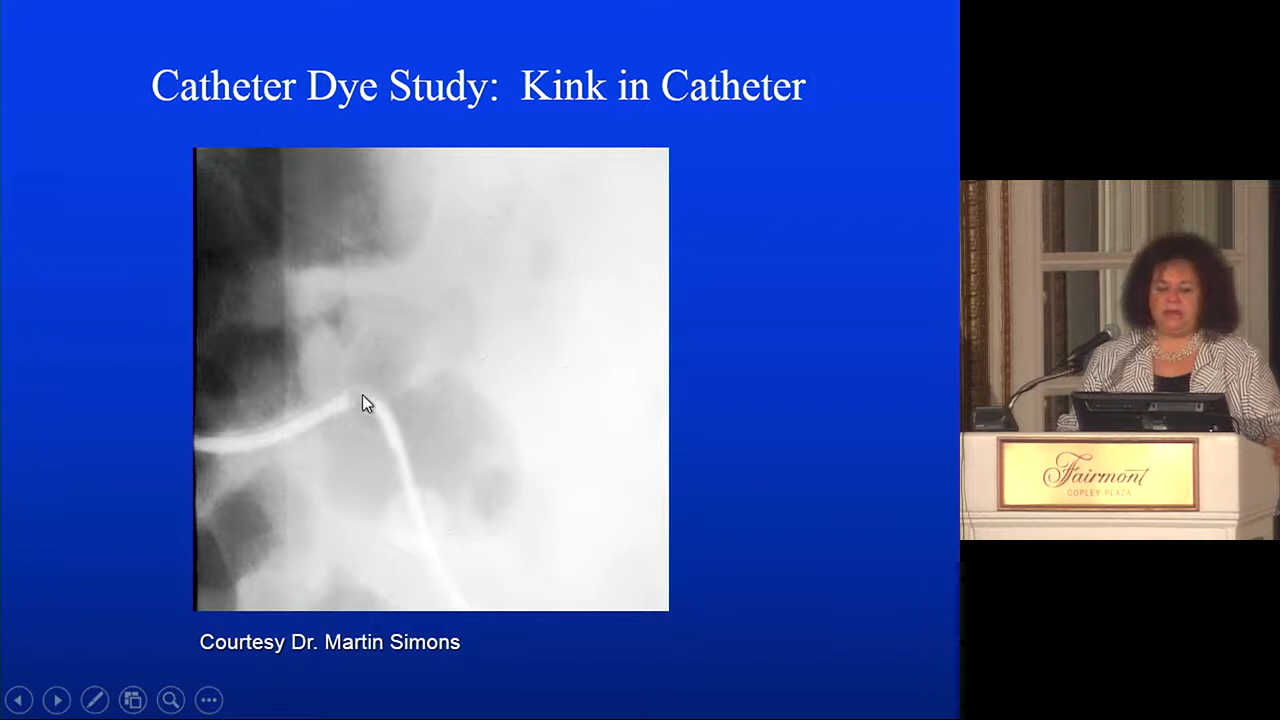 Catheter Dye Study: Kink in Catheter
Courtesy Dr. Martin Simons
Fairmont
COPLEY PLAZA